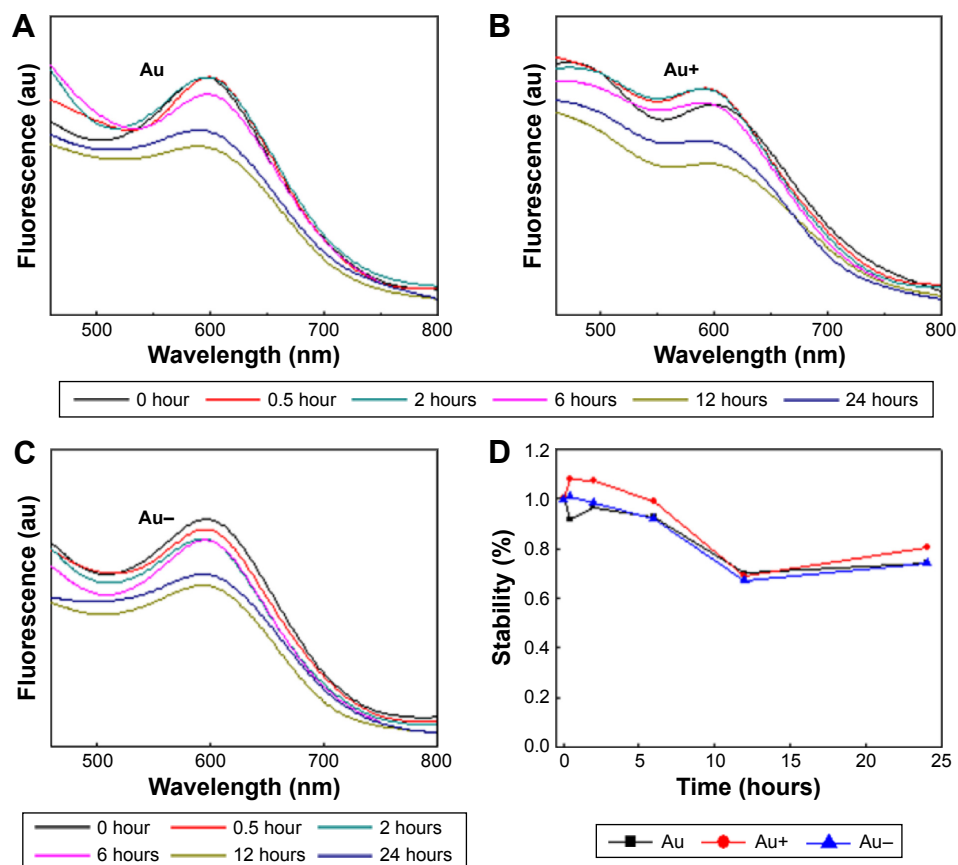 A
Au
Fluorescence (au)
500 600 700 800
Wavelength (nm)
B
Au+
Fluorescence (au)
500 600 700 800
Wavelength (nm)
0 hour 0.5 hour 2 hours 6 hours 12 hours 24 hours
C
Au–
Fluorescence (au)
500 600 700 800
Wavelength (nm)
0 hour 0.5 hour 2 hours
6 hours 12 hours 24 hours
D
1.2
1.0
0.8
0.6
0.4
0.2
0.0
Stability (%)
0 5 10 15 20 25
Time (hours)
Au Au+ Au–